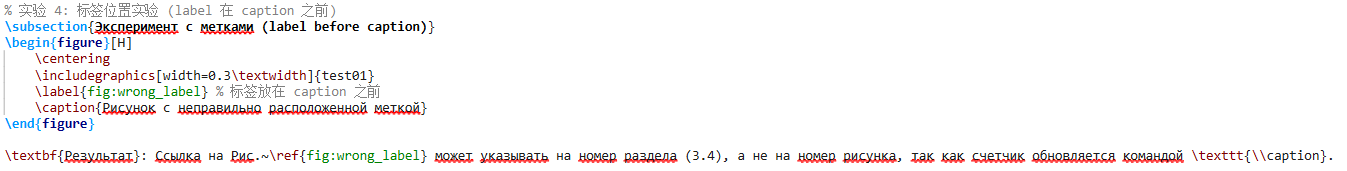 % 实验 4: 标签位置实验 (label 在 caption 之前)
\subsection{Эксперимент с метками (label before caption)}
\begin{figure}[H]
    \centering
    \includegraphics[width=0.3\textwidth]{test01}
    \label{fig:wrong_label} % 标签放在 caption 之前
    \caption{Рисунок с неправильно расположенной меткой}
\end{figure}
\textbf{Результат}: Ссылка на Рис.~\ref{fig:wrong_label} может указывать на номер раздела (3.4), а не на номер рисунка, так как счетчик обновляется командой \texttt{\\caption}.